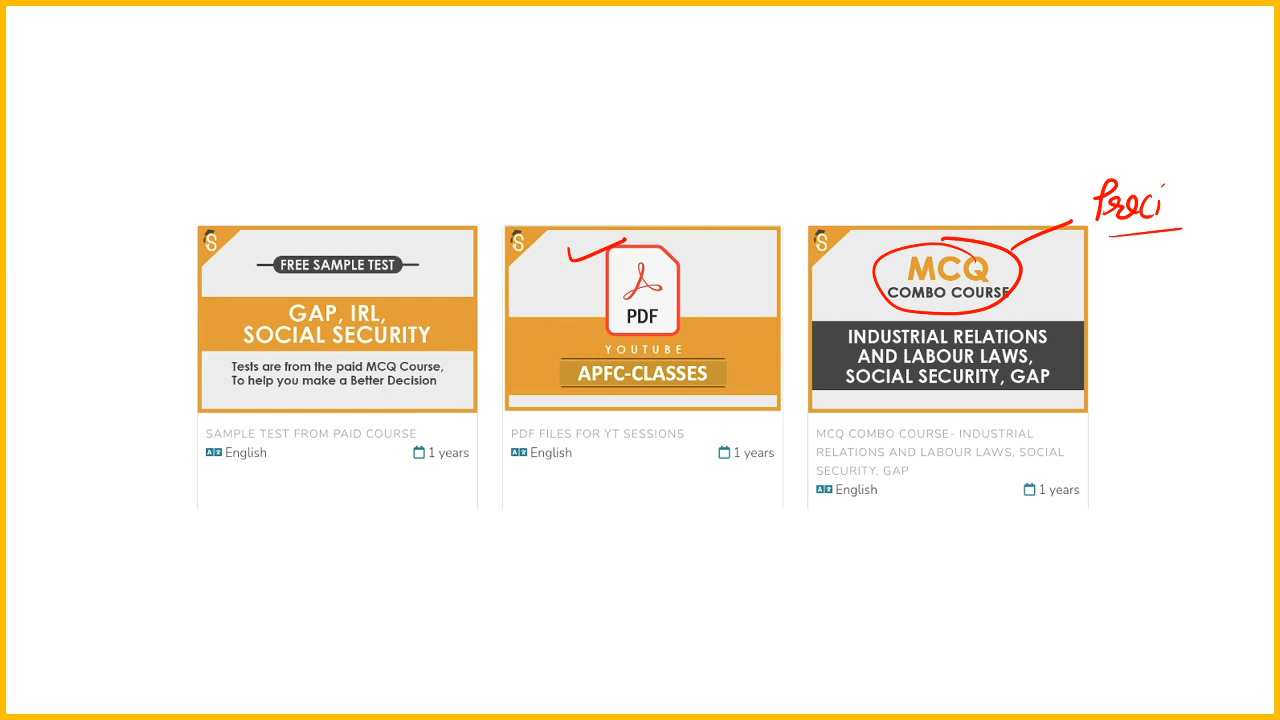 FREE SAMPLE TEST
GAP, IRL,
SOCIAL SECURITY
Tests are from the paid MCQ Course,
To help you make a Better Decision
SAMPLE TEST FROM PAID COURSE
English
1 years
PDF
YOUTUBE
APFC-CLASSES
PDF FILES FOR YT SESSIONS
English
1 years
Preci
MCQ
COMBO COURSE
INDUSTRIAL RELATIONS
AND LABOUR LAWS,
SOCIAL SECURITY, GAP
MCQ COMBO COURSE- INDUSTRIAL
RELATIONS AND LABOUR LAWS, SOCIAL
SECURITY, GAP
English
1 years